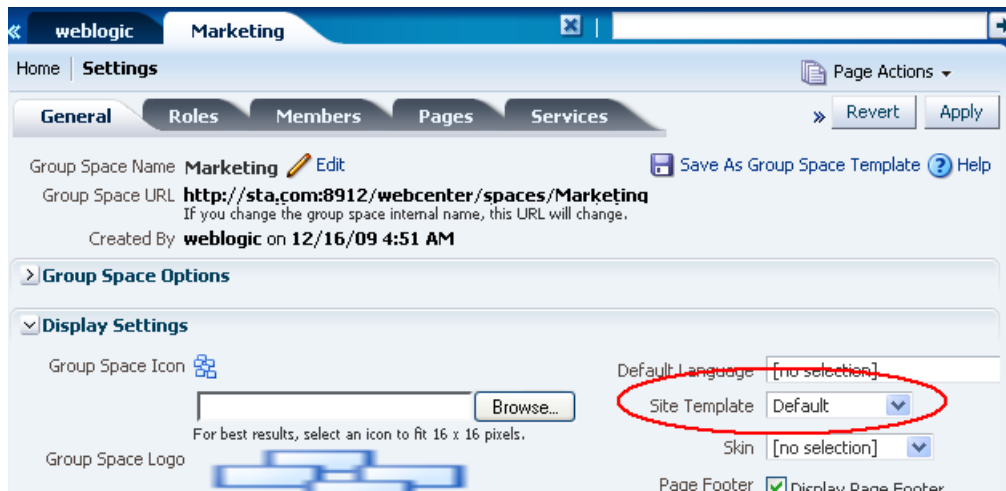 weblogic Marketing
Home Settings Page Actions
General Roles Members Pages Services Revert Apply
Group Space Name Marketing Edit Save As Group Space Template Help
Group Space URL http://sta.com:8912/webcenter/spaces/Marketing
If you change the group space internal name, this URL will change.
Created By weblogic on 12/16/09 4:51 AM
Group Space Options
Display Settings
Group Space Icon Default Language [no selection]
Browse... Site Template Default
For best results, select an icon to fit 16 x 16 pixels.
Skin [no selection]
Group Space Logo
Page Footer Display Page Footer